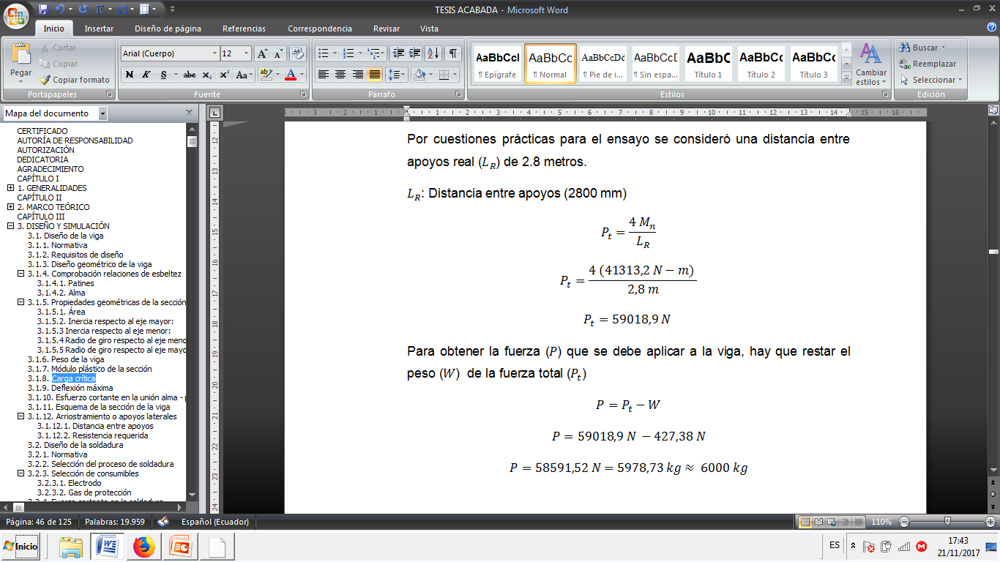 TESIS ACABADA - Microsoft Word
Inicio Insertar Diseño de página Referencias Correspondencia Revisar Vista
Pegar
Cortar
Copiar
Copiar formato
Portapapeles
Arial (Cuerpo) 12
N K S abc x₂ x² Aa
Fuente
Párrafo
AaBbCcI AaBbCc AaBbCcDd AaBbCcD AaBbC AaBbCc AaBbCc
¶ Epígrafe ¶ Normal ¶ Pie de i... ¶ Sin espa... Título 1 Título 2 Título 3
Cambiar estilos
Estilos
Buscar
Reemplazar
Seleccionar
Edición
Mapa del documento
CERTIFICADO
AUTORÍA DE RESPONSABILIDAD
AUTORIZACIÓN
DEDICATORIA
AGRADECIMIENTO
CAPÍTULO I
1. GENERALIDADES
CAPÍTULO II
2. MARCO TEÓRICO
CAPÍTULO III
3. DISEÑO Y SIMULACIÓN
3.1. Diseño de la viga
3.1.1. Normativa
3.1.2. Requisitos de diseño
3.1.3. Diseño geométrico de la viga
3.1.4. Comprobación relaciones de esbeltez
3.1.4.1. Patines
3.1.4.2. Alma
3.1.5. Propiedades geométricas de la sección
3.1.5.1. Área
3.1.5.2. Inercia respecto al eje mayor:
3.1.5.3 Inercia respecto al eje menor:
3.1.5.4 Radio de giro respecto al eje meno
3.1.5.5 Radio de giro respecto al eje mayo
3.1.6. Peso de la viga
3.1.7. Módulo plástico de la sección
3.1.8. Carga crítica
3.1.9. Deflexión máxima
3.1.10. Esfuerzo cortante en la unión alma - p
3.1.11. Esquema de la sección de la viga
3.1.12. Arriostramiento o apoyos laterales
3.1.12.1. Distancia entre apoyos
3.1.12.2. Resistencia requerida
3.2. Diseño de la soldadura
3.2.1. Normativa
3.2.2. Selección del proceso de soldadura
3.2.3. Selección de consumibles
3.2.3.1. Electrodo
3.2.3.2. Gas de protección
3.2.4. Fuerza cortante en la soldadura
Por cuestiones prácticas para el ensayo se consideró una distancia entre
apoyos real (L_R) de 2.8 metros.
L_R: Distancia entre apoyos (2800 mm)
P_t = 4 M_n / L_R
P_t = 4 (41313,2 N − m) / 2,8 m
P_t = 59018,9 N
Para obtener la fuerza (P) que se debe aplicar a la viga, hay que restar el
peso (W) de la fuerza total (P_t)
P = P_t − W
P = 59018,9 N − 427,38 N
P = 58591,52 N = 5978,73 kg ≈ 6000 kg
Página: 46 de 125 Palabras: 19.959 Español (Ecuador) 110%
Inicio ES 17:43
21/11/2017